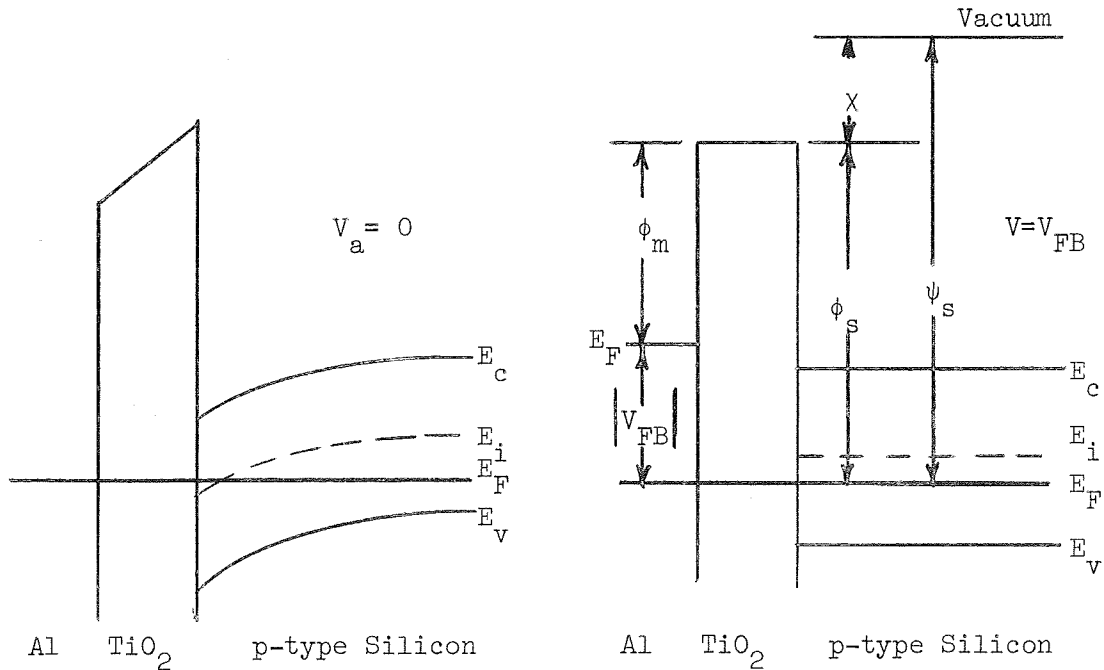 V_a = 0
E_c
E_i
E_F
E_v
Al TiO_2 p-type Silicon
Vacuum
χ
ϕ_m
V=V_FB
ϕ_s
ψ_s
E_F
|V_FB|
E_c
E_i
E_F
E_v
Al TiO_2 p-type Silicon